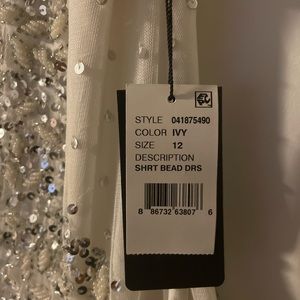 STYLE 041875490
COLOR IVY
SIZE 12
DESCRIPTION
SHRT BEAD DRS
8 86732 63807 6